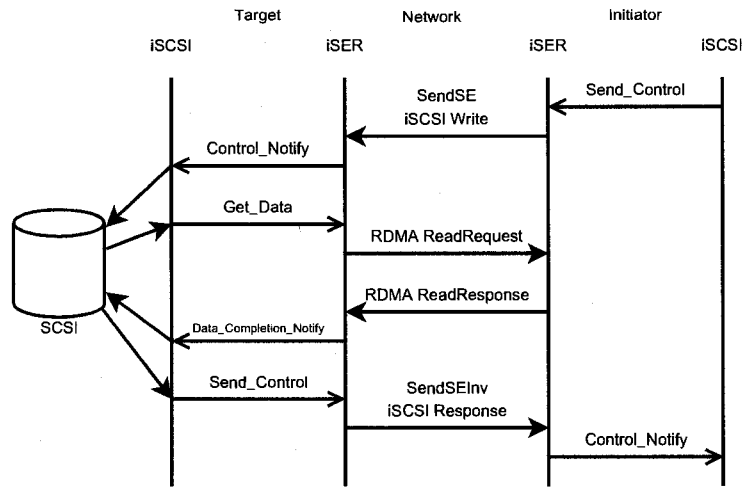 Target Network Initiator
iSCSI iSER iSER iSCSI
Send_Control
SendSE
iSCSI Write
Control_Notify
Get_Data
RDMA ReadRequest
RDMA ReadResponse
SCSI
Data_Completion_Notify
Send_Control
SendSEInv
iSCSI Response
Control_Notify